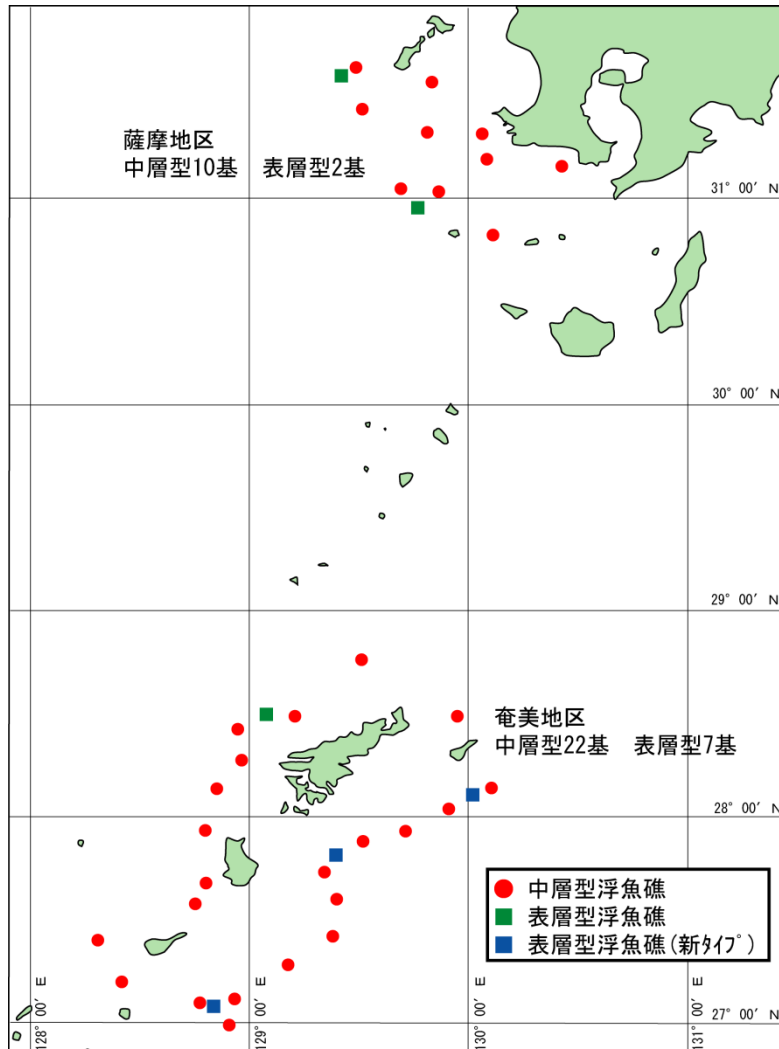 薩摩地区
中層型10基 表層型2基
31° 00′ N
30° 00′ N
29° 00′ N
奄美地区
中層型22基 表層型7基
28° 00′ N
中層型浮魚礁
表層型浮魚礁
表層型浮魚礁(新ﾀｲﾌﾟ)
27° 00′ N
128° 00′ E
129° 00′ E
130° 00′ E
131° 00′ E